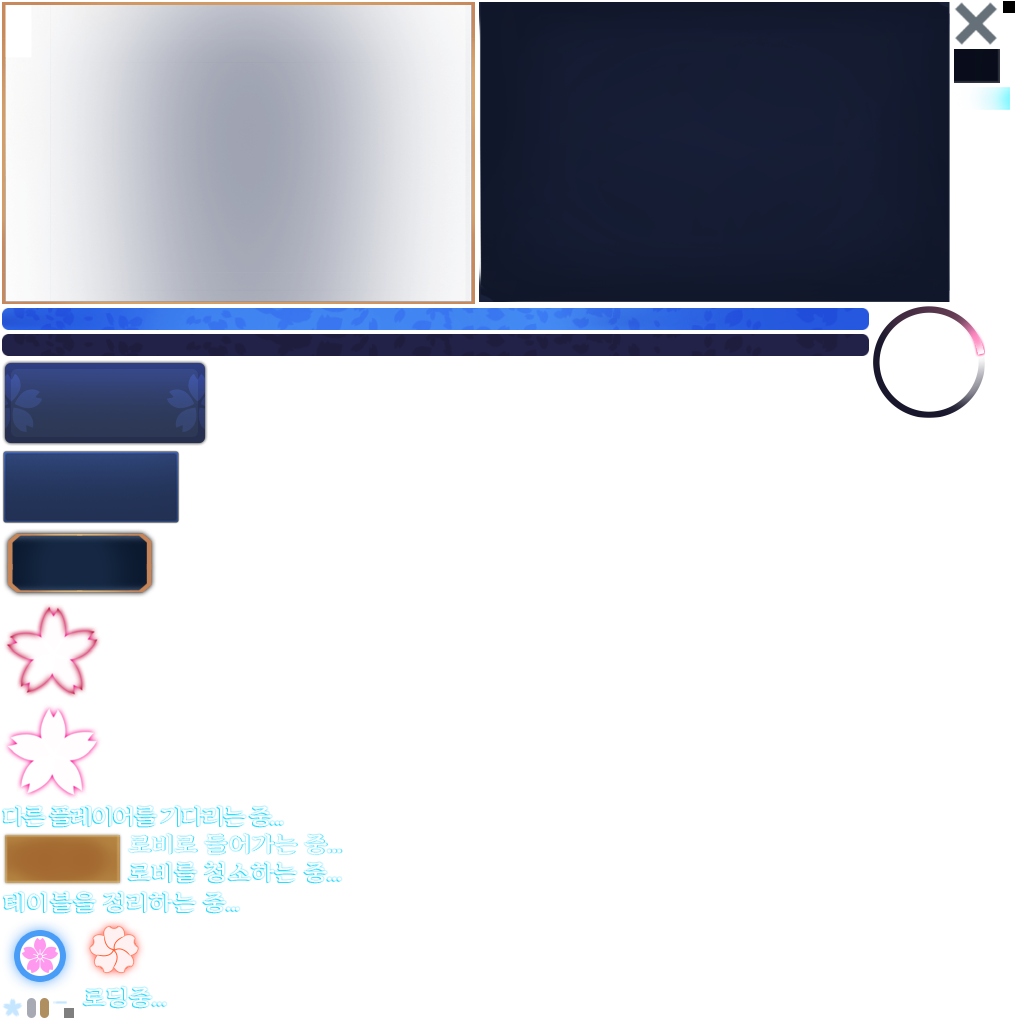 다른 플레이어를 기다리는 중...
로비로 들어가는 중...
로비를 청소하는 중...
테이블을 정리하는 중...
로딩중...